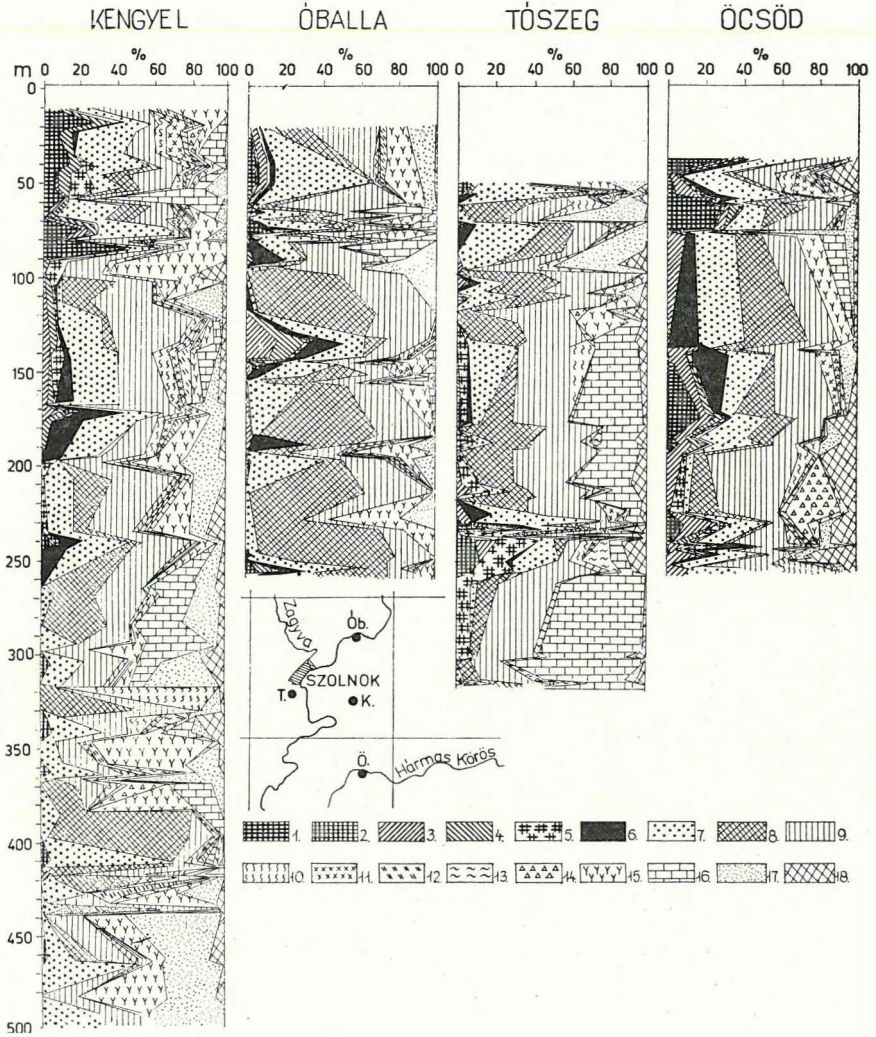 KENGYEL ÓBALLA TÓSZEG ÖCSÖD
% % % %
m 0 20 40 60 80 100 0 20 40 60 80 100 0 20 40 60 80 100 0 20 40 60 80 100
0
50
100
150
200
250
300
350
400
450
500
Zagyva
Ób.
SZOLNOK
T. K.
Ö. Hármas Körös
1. 2. 3. 4. 5. 6. 7. 8. 9.
10. 11. 12. 13. 14. 15. 16. 17. 18.